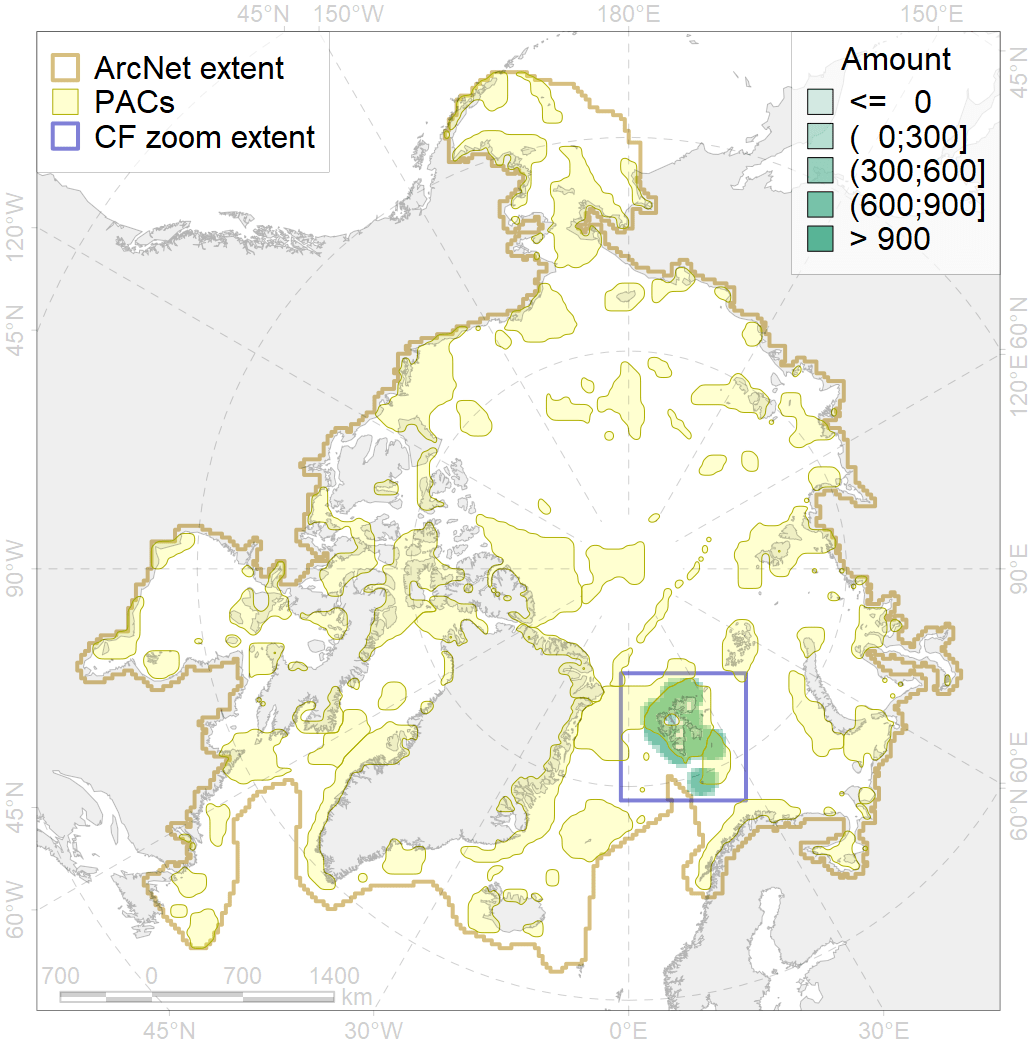 45°N 150°W 180°E 150°E
ArcNet extent
PACs
CF zoom extent
Amount
<= 0
( 0;300]
(300;600]
(600;900]
> 900
120°W
45°N
90°W
45°N
60°W
45°N
60°N
120°E
90°E
60°E
60°N
700 0 700 1400
km
45°N 30°W 0°E 30°E